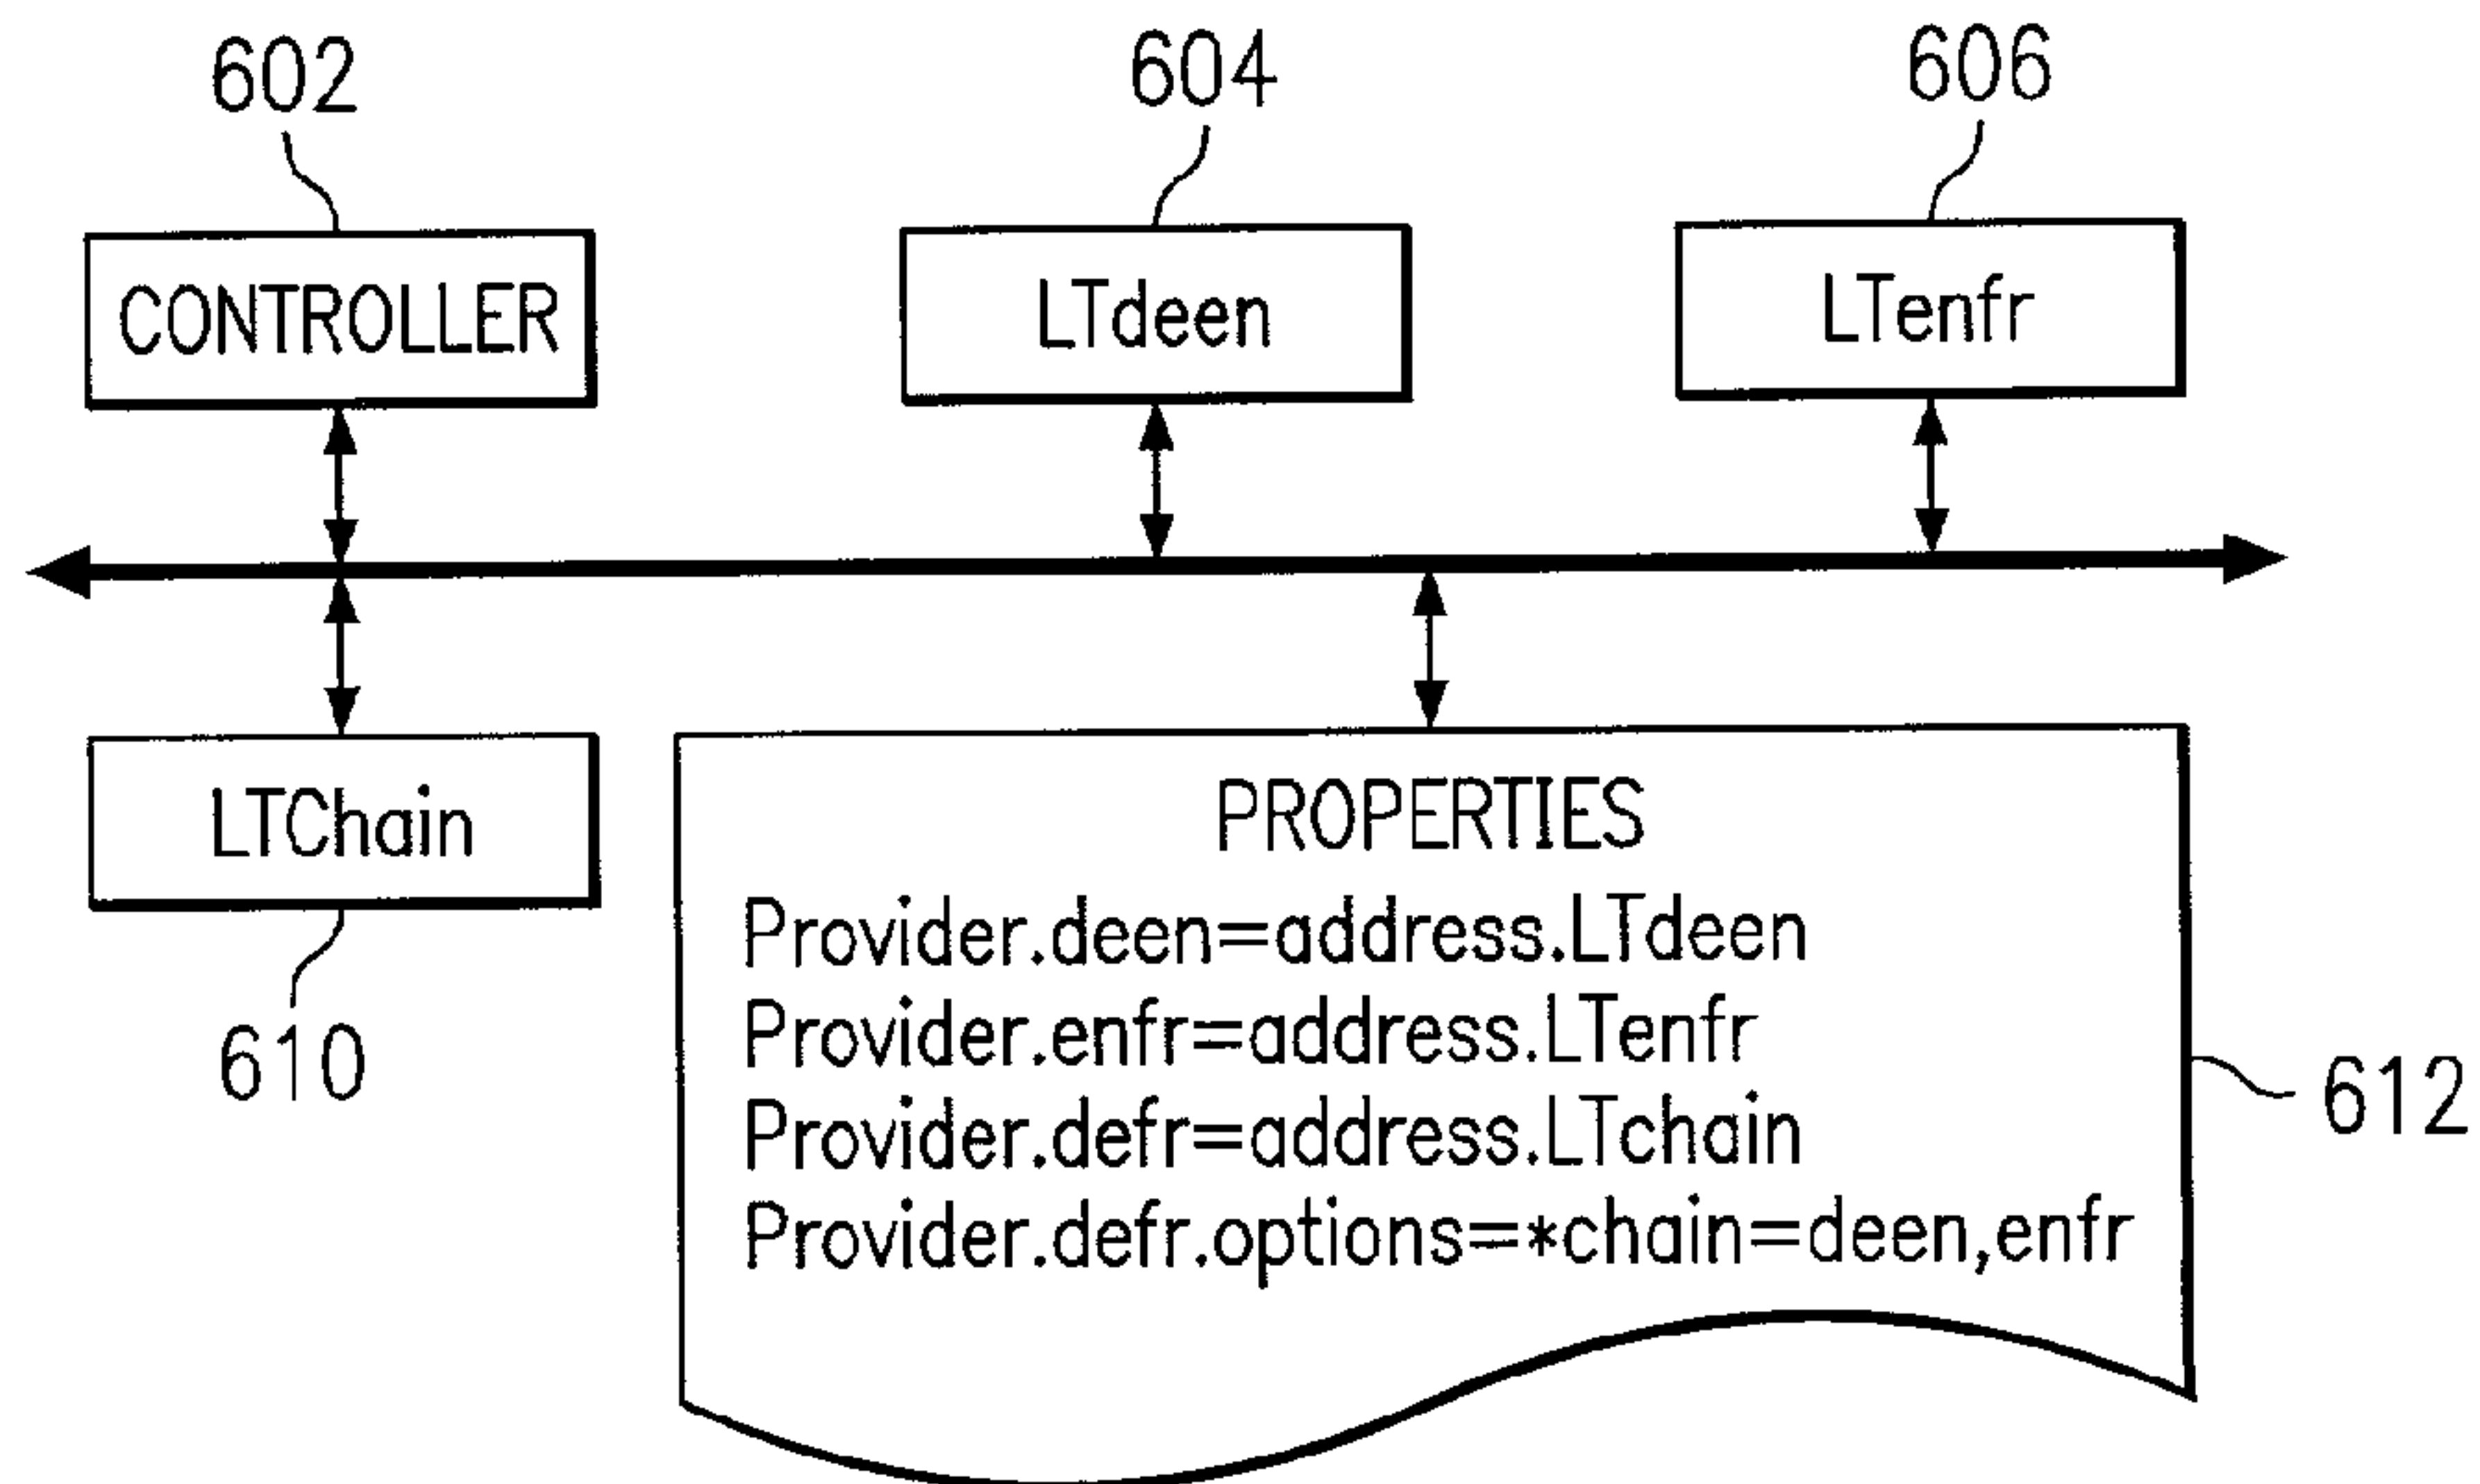 602
604
606
CONTROLLER
LTdeen
LTenfr
LTChain
610
PROPERTIES
Provider.deen=address.LTdeen
Provider.enfr=address.LTenfr
Provider.defr=address.LTchain
Provider.defr.options=*chain=deen,enfr
612